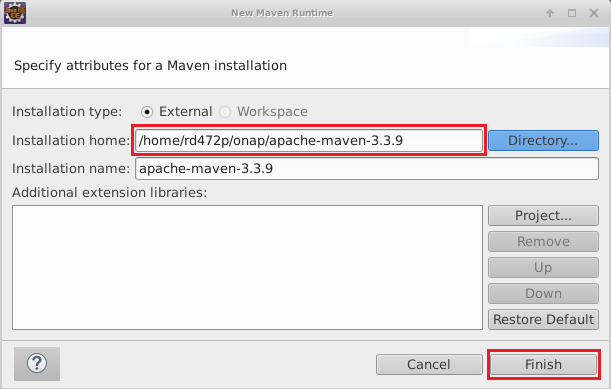 New Maven Runtime
Specify attributes for a Maven installation
Installation type: External Workspace
Installation home: /home/rd472p/onap/apache-maven-3.3.9 Directory...
Installation name: apache-maven-3.3.9
Additional extension libraries:
Project...
Remove
Up
Down
Restore Default
? Cancel Finish